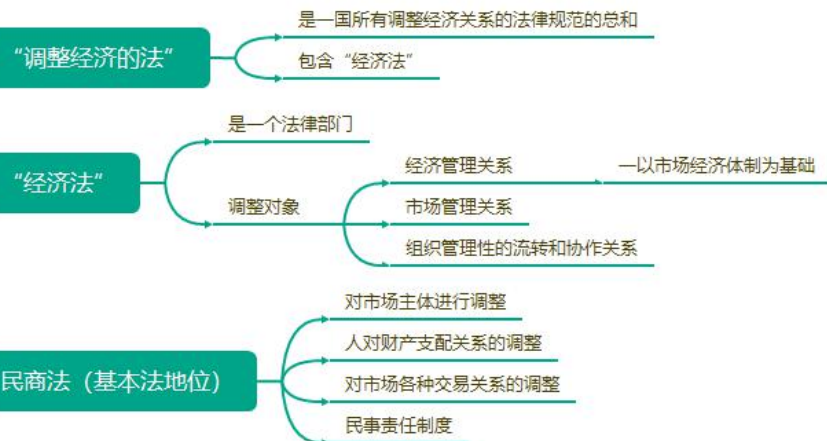 是一国所有调整经济关系的法律规范的总和
“调整经济的法”
包含“经济法”
是一个法律部门
“经济法”
经济管理关系
—以市场经济体制为基础
调整对象
市场管理关系
组织管理性的流转和协作关系
对市场主体进行调整
人对财产支配关系的调整
民商法（基本法地位）
对市场各种交易关系的调整
民事责任制度